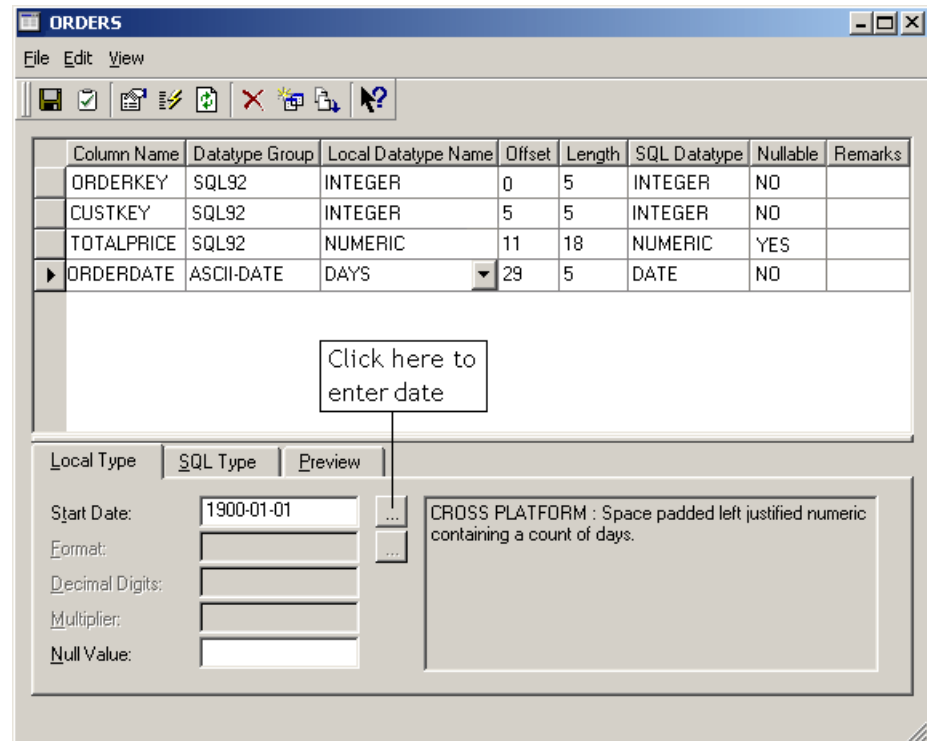 ORDERS
File Edit View
Column Name Datatype Group Local Datatype Name Offset Length SQL Datatype Nullable Remarks
ORDERKEY SQL92 INTEGER 0 5 INTEGER NO
CUSTKEY SQL92 INTEGER 5 5 INTEGER NO
TOTALPRICE SQL92 NUMERIC 11 18 NUMERIC YES
ORDERDATE ASCII-DATE DAYS 29 5 DATE NO
Click here to
enter date
Local Type SQL Type Preview
Start Date: 1900-01-01 ... CROSS PLATFORM : Space padded left justified numeric
containing a count of days.
Format: ...
Decimal Digits:
Multiplier:
Null Value: